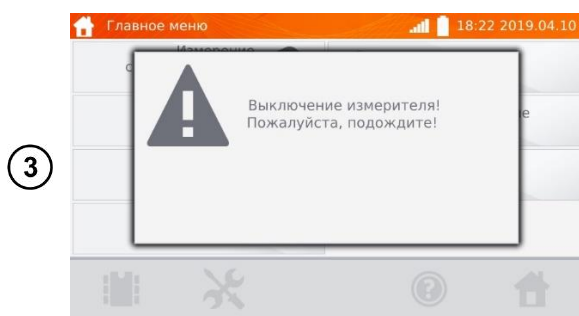 Главное меню
18:22 2019.04.10
Выключение измерителя!
Пожалуйста, подождите!
3